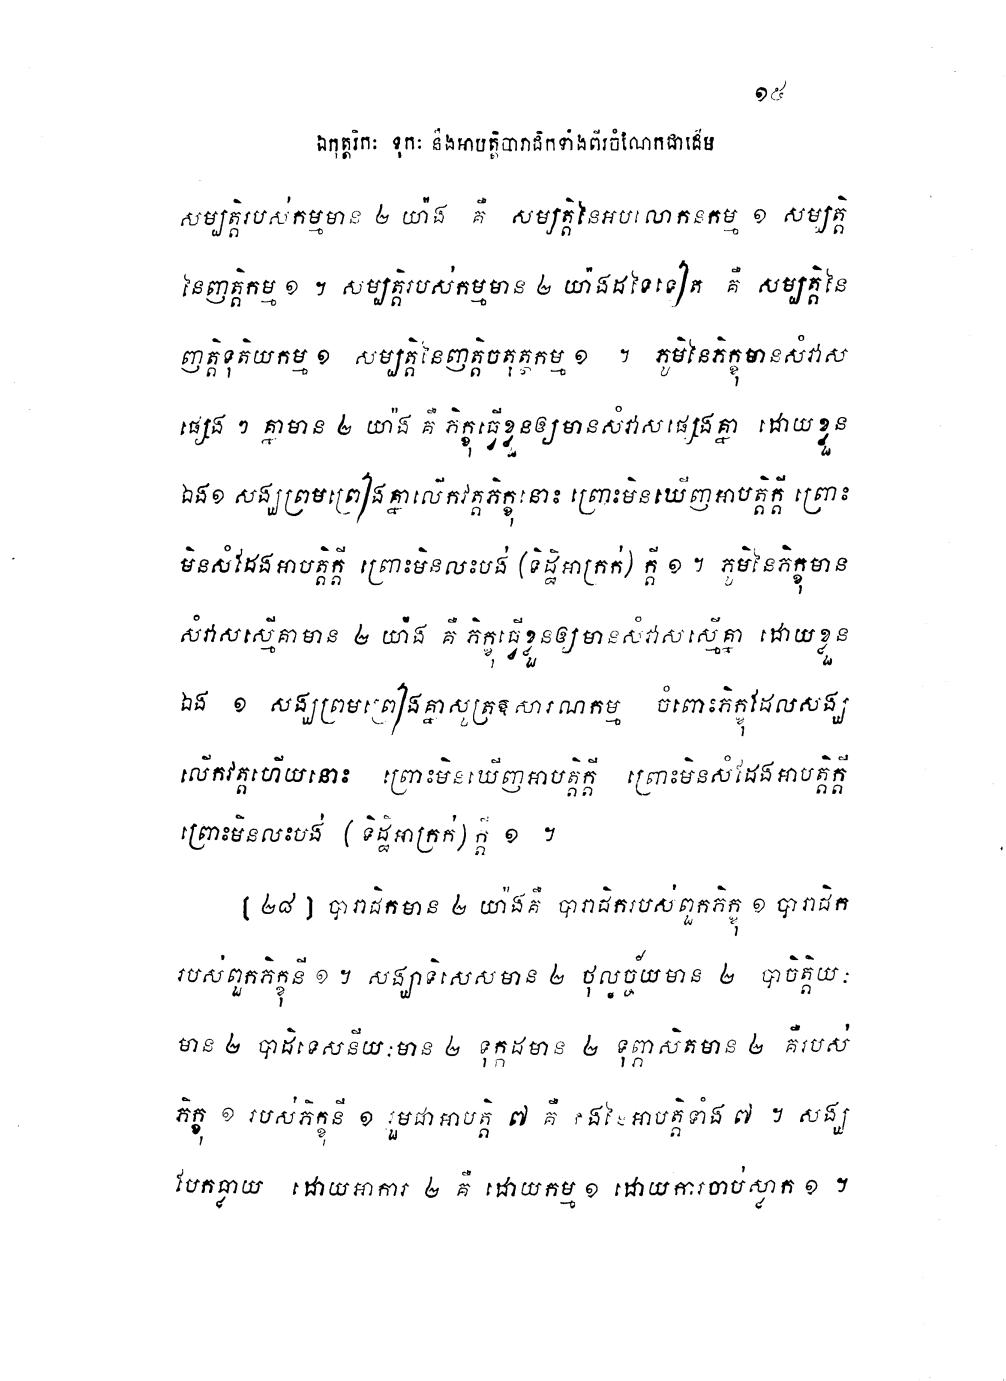 ១៥
ឯកុត្តរិកៈ ទុកៈ នឹងអាបត្តិបារាជិកទាំងពីរចំណែកជាដើម
សម្បត្តិរបស់កម្មមាន ២ យ៉ាង គឺ សម្បត្តិនៃអបលោកនកម្ម ១ សម្បត្តិ
នៃញត្តិកម្ម ១ ។ សម្បត្តិរបស់កម្មមាន ២ យ៉ាងដទៃទៀត គឺ សម្បត្តិនៃ
ញត្តិទុតិយកម្ម ១ សម្បត្តិនៃញត្តិចតុត្ថកម្ម ១ ។ ភូមិនៃភិក្ខុមានសំវាស
ផ្សេង ៗ គ្នាមាន ២ យ៉ាង គឺ ភិក្ខុធ្វើខ្លួនឲ្យមានសំវាសផ្សេងគ្នា ដោយខ្លួន
ឯង១ សង្ឃព្រមព្រៀងគ្នាលើកវត្តភិក្ខុនោះ ព្រោះមិនឃើញអាបត្តិក្តី ព្រោះ
មិនសំដែងអាបត្តិក្តី ព្រោះមិនលះបង់ (ទិដ្ឋិអាក្រក់) ក្តី ១ ។ ភូមិនៃភិក្ខុមាន
សំវាសស្មើគ្នាមាន ២ យ៉ាង គឺ ភិក្ខុធ្វើខ្លួនឲ្យមានសំវាសស្មើគ្នា ដោយខ្លួន
ឯង ១ សង្ឃព្រមព្រៀងគ្នាសូត្រឱសារណកម្ម ចំពោះភិក្ខុដែលសង្ឃ
លើកវត្តហើយនោះ ព្រោះមិនឃើញអាបត្តិក្តី ព្រោះមិនសំដែងអាបត្តិក្តី
ព្រោះមិនលះបង់ (ទិដ្ឋិអាក្រក់) ក្តី ១ ។
[២៨] បារាជិកមាន ២ យ៉ាងគឺ បារាជិករបស់ពួកភិក្ខុ ១ បារាជិក
របស់ពួកភិក្ខុនី ១ ។ សង្ឃាទិសេសមាន ២ ថុល្លច្ច័យមាន ២ បាចិត្តិយៈ
មាន ២ បាដិទេសនីយៈមាន ២ ទុក្កដមាន ២ ទុព្ភាសិតមាន ២ គឺរបស់
ភិក្ខុ ១ របស់ភិក្ខុនី ១ រួមជាអាបត្តិ ៧ គឺ អាបត្តិទាំង ៧ ។ សង្ឃ
បែកធ្លាយ ដោយអាការ ២ គឺ ដោយកម្ម ១ ដោយការចាប់ស្លាក ១ ។